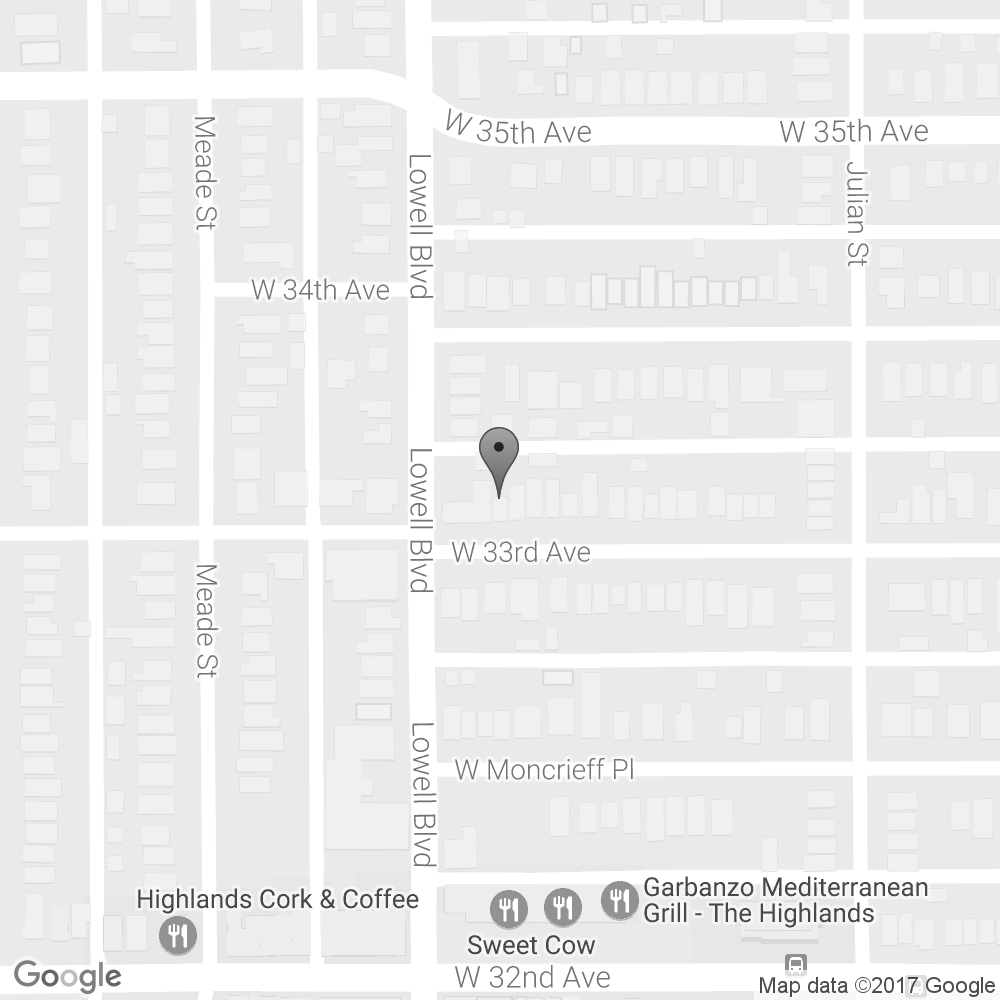 W 35th Ave
W 35th Ave
Meade St
Lowell Blvd
Julian St
W 34th Ave
Lowell Blvd
W 33rd Ave
Meade St
Lowell Blvd
W Moncrieff Pl
Highlands Cork & Coffee
Garbanzo Mediterranean
Grill - The Highlands
Sweet Cow
W 32nd Ave
Google
Map data ©2017 Google